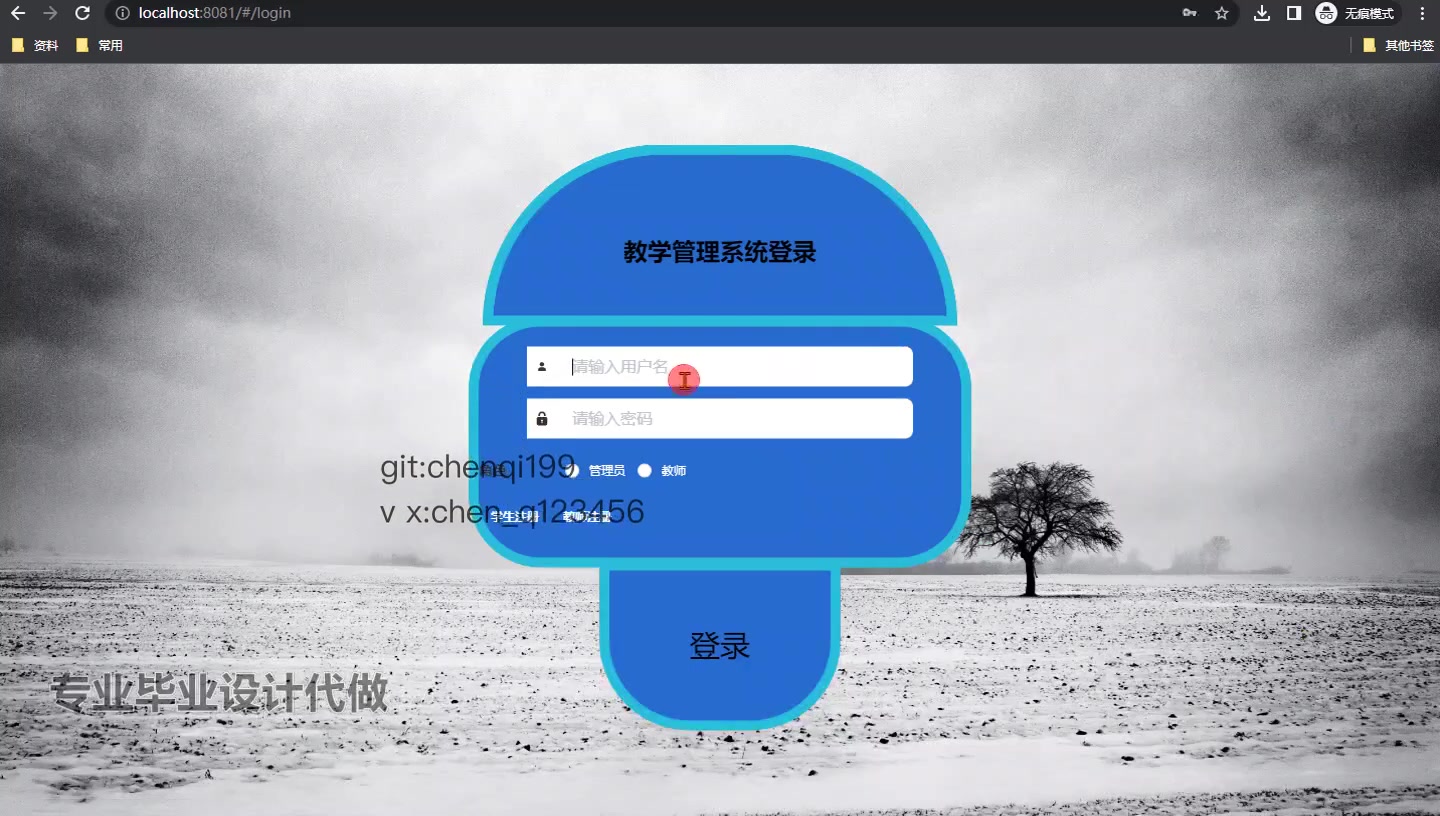 localhost:8081/#/login
无痕模式
资料
常用
其他书签
教学管理系统登录
请输入用户名
请输入密码
管理员
教师
git:chenqi199
v x:chen_q123456
学生注册
教师注册
登录
专业毕业设计代做